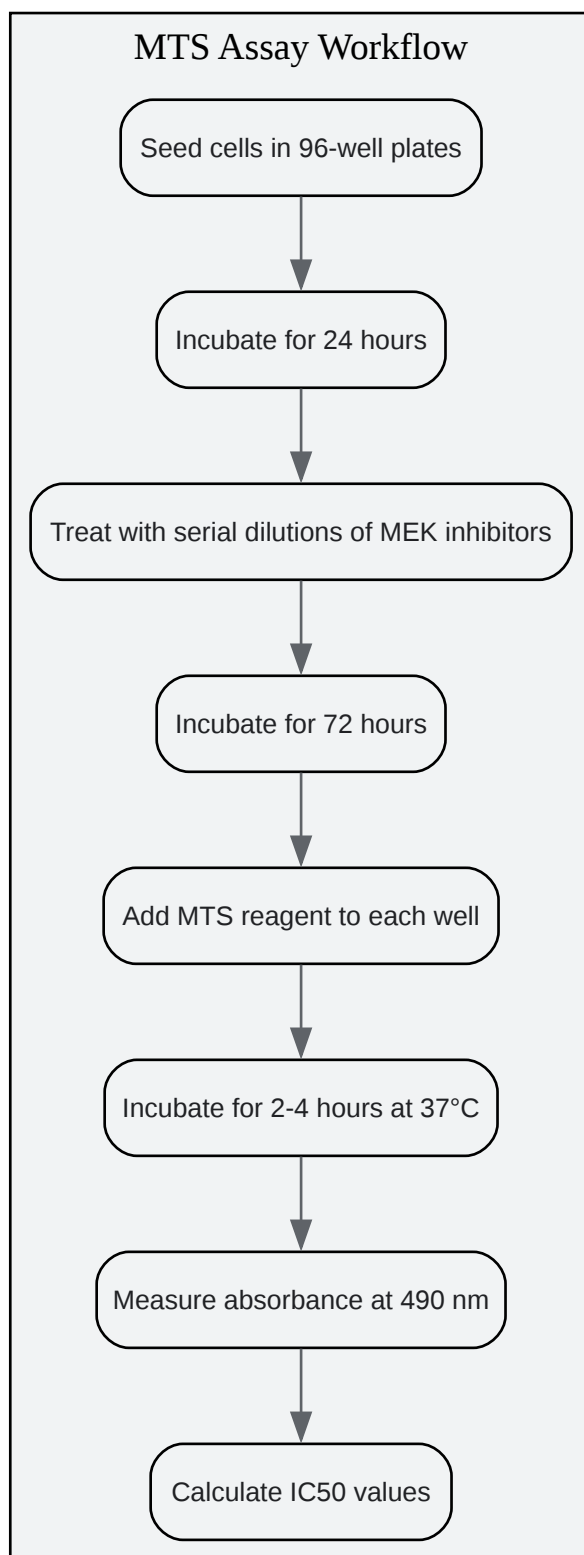 MTS Assay Workflow
Seed cells in 96-well plates
Incubate for 24 hours
Treat with serial dilutions of MEK inhibitors
Incubate for 72 hours
Add MTS reagent to each well
Incubate for 2-4 hours at 37°C
Measure absorbance at 490 nm
Calculate IC50 values